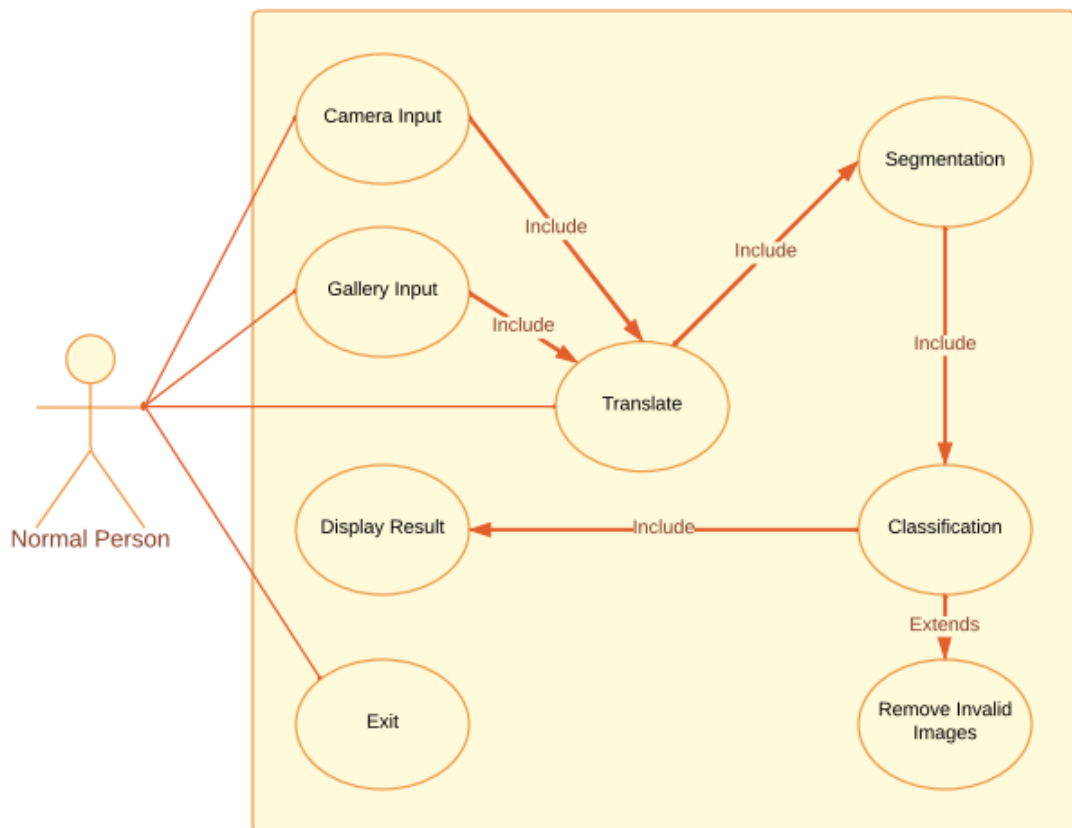 Camera Input
Segmentation
Include
Include
Gallery Input
Include
Include
Translate
Display Result
Include
Classification
Normal Person
Extends
Exit
Remove Invalid
Images